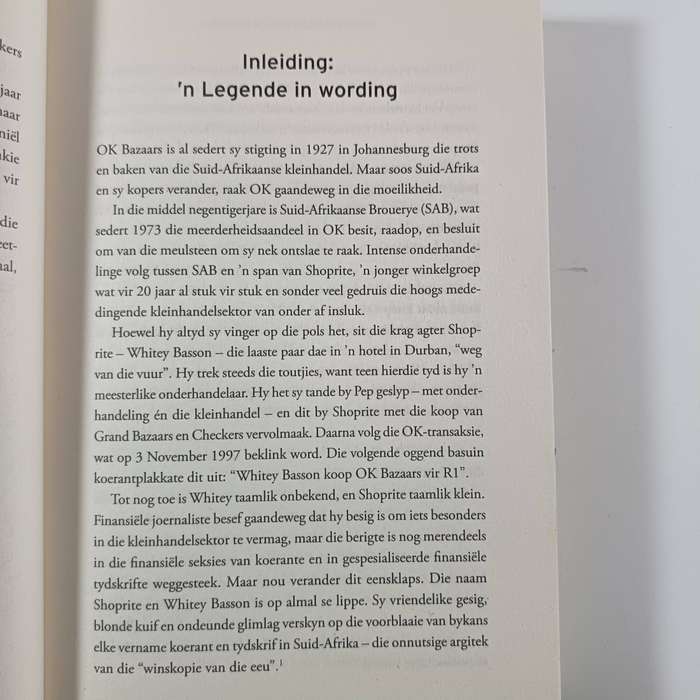 kers
jaar
naar
niël
kie
vir
die
eet-
aal,
Inleiding:
'n Legende in wording
OK Bazaars is al sedert sy stigting in 1927 in Johannesburg die trots
en baken van die Suid-Afrikaanse kleinhandel. Maar soos Suid-Afrika
en sy kopers verander, raak OK gaandeweg in die moeilikheid.
In die middel negentigerjare is Suid-Afrikaanse Brouerye (SAB), wat
sedert 1973 die meerderheidsaandeel in OK besit, raadop, en besluit
om van die meulsteen om sy nek ontslae te raak. Intense onderhande-
linge volg tussen SAB en 'n span van Shoprite, 'n jonger winkelgroep
wat vir 20 jaar al stuk vir stuk en sonder veel gedruis die hoogs mede-
dingende kleinhandelsektor van onder af insluk.
Hoewel hy altyd sy vinger op die pols het, sit die krag agter Shop-
rite – Whitey Basson – die laaste paar dae in 'n hotel in Durban, “weg
van die vuur”. Hy trek steeds die toutjies, want teen hierdie tyd is hy 'n
meesterlike onderhandelaar. Hy het sy tande by Pep geslyp – met onder-
handeling én die kleinhandel – en dit by Shoprite met die koop van
Grand Bazaars en Checkers vervolmaak. Daarna volg die OK-transaksie,
wat op 3 November 1997 beklink word. Die volgende oggend basuin
koerantplakkate dit uit: “Whitey Basson koop OK Bazaars vir R1”.
Tot nog toe is Whitey taamlik onbekend, en Shoprite taamlik klein.
Finansiële joernaliste besef gaandeweg dat hy besig is om iets besonders
in die kleinhandelsektor te vermag, maar die berigte is nog merendeels
in die finansiële seksies van koerante en in gespesialiseerde finansiële
tydskrifte weggesteek. Maar nou verander dit eensklaps. Die naam
Shoprite en Whitey Basson is op almal se lippe. Sy vriendelike gesig,
blonde kuif en ondeunde glimlag verskyn op die voorblaaie van bykans
elke vername koerant en tydskrif in Suid-Afrika – die onnutsige argitek
van die “winskopie van die eeu”.¹